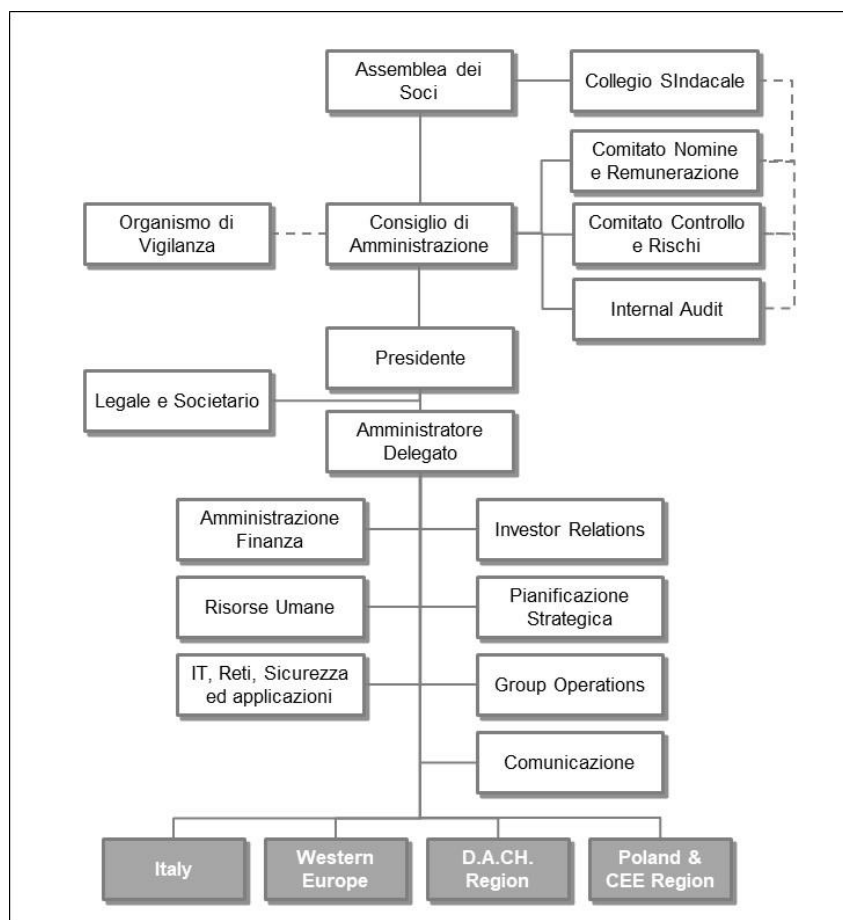 Assemblea dei
Soci
Collegio SIndacale
Comitato Nomine
e Remunerazione
Organismo di
Vigilanza
Consiglio di
Amministrazione
Comitato Controllo
e Rischi
Internal Audit
Presidente
Legale e Societario
Amministratore
Delegato
Amministrazione
Finanza
Investor Relations
Risorse Umane
Pianificazione
Strategica
IT, Reti, Sicurezza
ed applicazioni
Group Operations
Comunicazione
Italy
Western
Europe
D.A.CH.
Region
Poland &
CEE Region